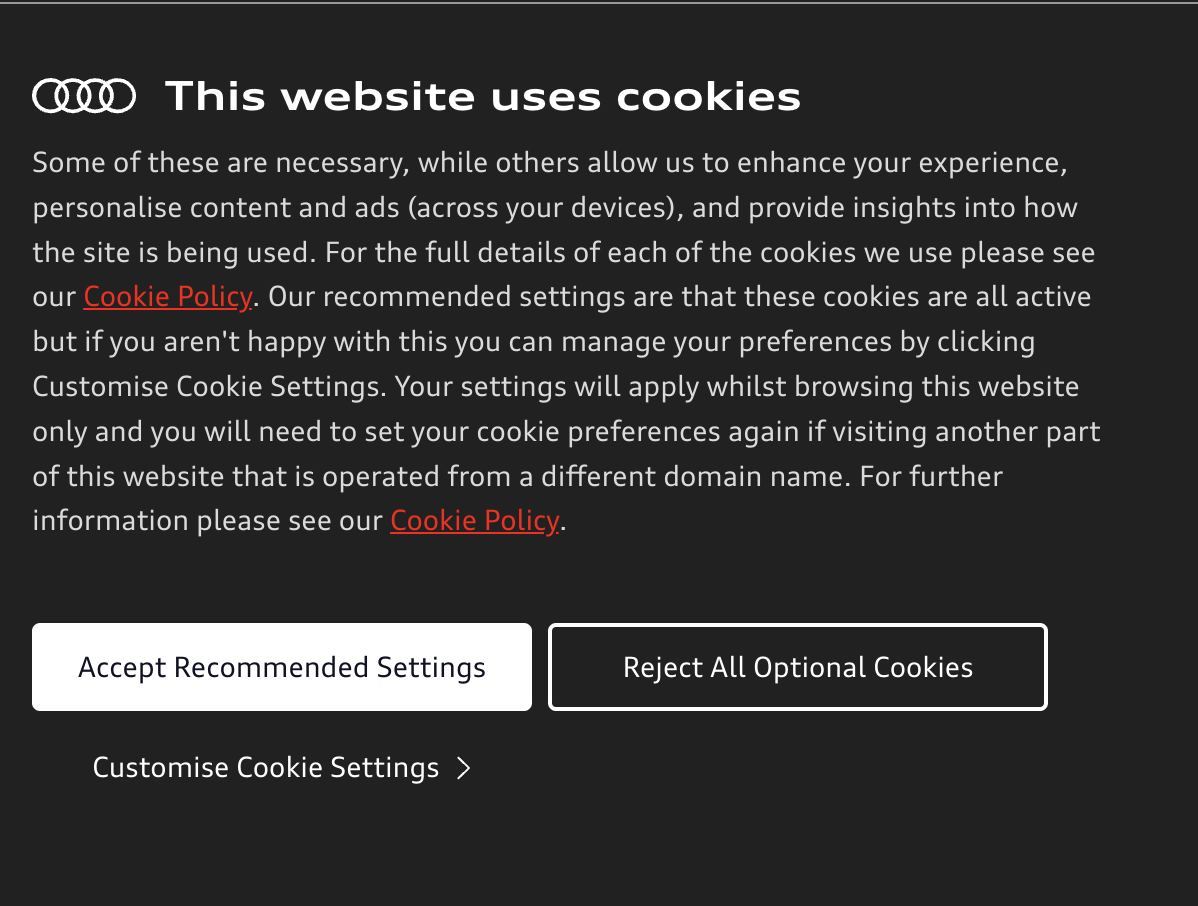 This website uses cookies
Some of these are necessary, while others allow us to enhance your experience,
personalise content and ads (across your devices), and provide insights into how
the site is being used. For the full details of each of the cookies we use please see
our Cookie Policy. Our recommended settings are that these cookies are all active
but if you aren't happy with this you can manage your preferences by clicking
Customise Cookie Settings. Your settings will apply whilst browsing this website
only and you will need to set your cookie preferences again if visiting another part
of this website that is operated from a different domain name. For further
information please see our Cookie Policy.
Accept Recommended Settings
Reject All Optional Cookies
Customise Cookie Settings